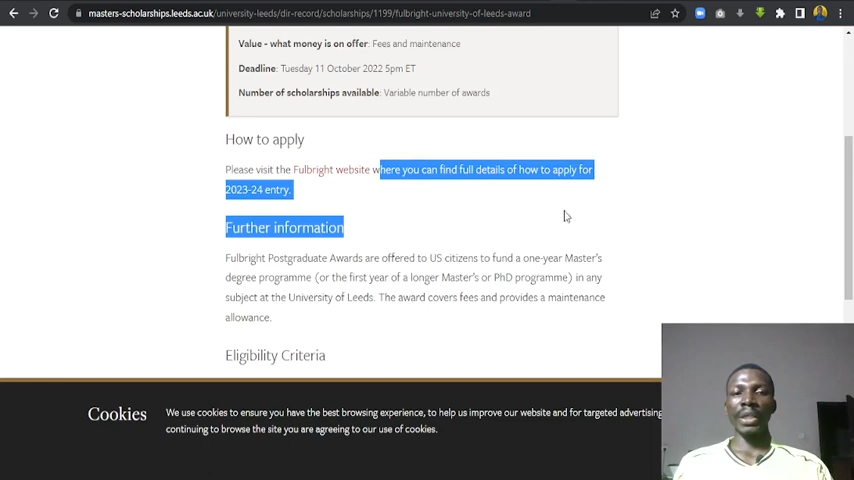 masters-scholarships.leeds.ac.uk/university-leeds/dir-record/scholarships/1199/fulbright-university-of-leeds-award
Value - what money is on offer: Fees and maintenance
Deadline: Tuesday 11 October 2022 5pm ET
Number of scholarships available: Variable number of awards
How to apply
Please visit the Fulbright website where you can find full details of how to apply for
2023-24 entry.
Further information
Fulbright Postgraduate Awards are offered to US citizens to fund a one-year Master's
degree programme (or the first year of a longer Master's or PhD programme) in any
subject at the University of Leeds. The award covers fees and provides a maintenance
allowance.
Eligibility Criteria
Cookies
We use cookies to ensure you have the best browsing experience, to help us improve our website and for targeted advertising
continuing to browse the site you are agreeing to our use of cookies.